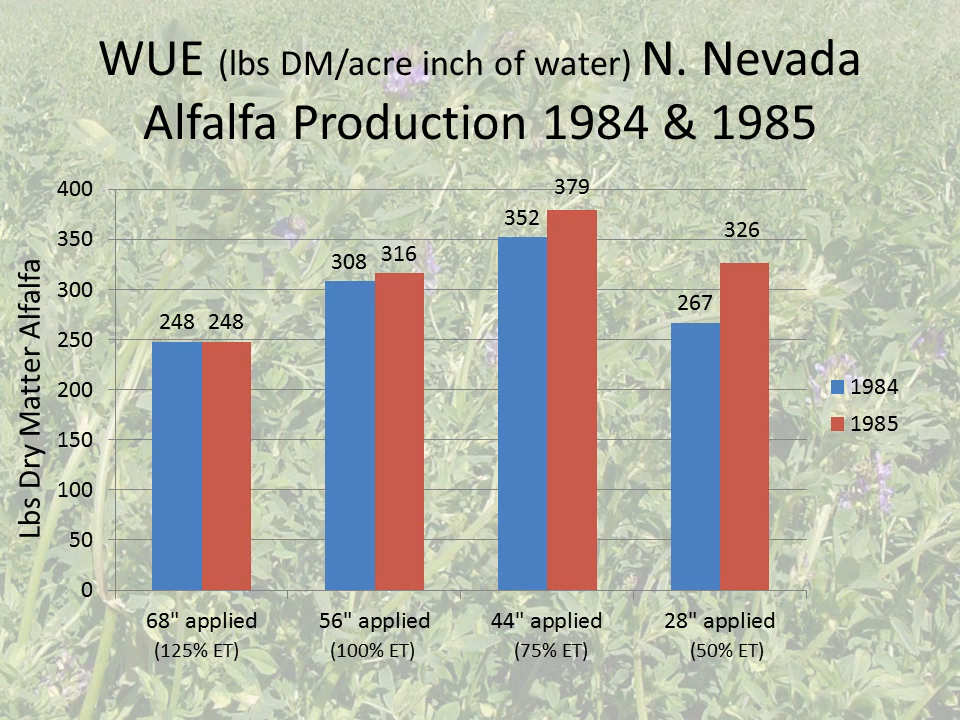 WUE (lbs DM/acre inch of water) N. Nevada
Alfalfa Production 1984 & 1985
Lbs Dry Matter Alfalfa
400
350
300
250
200
150
100
50
0
248 248
308 316
352 379
267 326
68" applied
(125% ET)
56" applied
(100% ET)
44" applied
(75% ET)
28" applied
(50% ET)
1984
1985